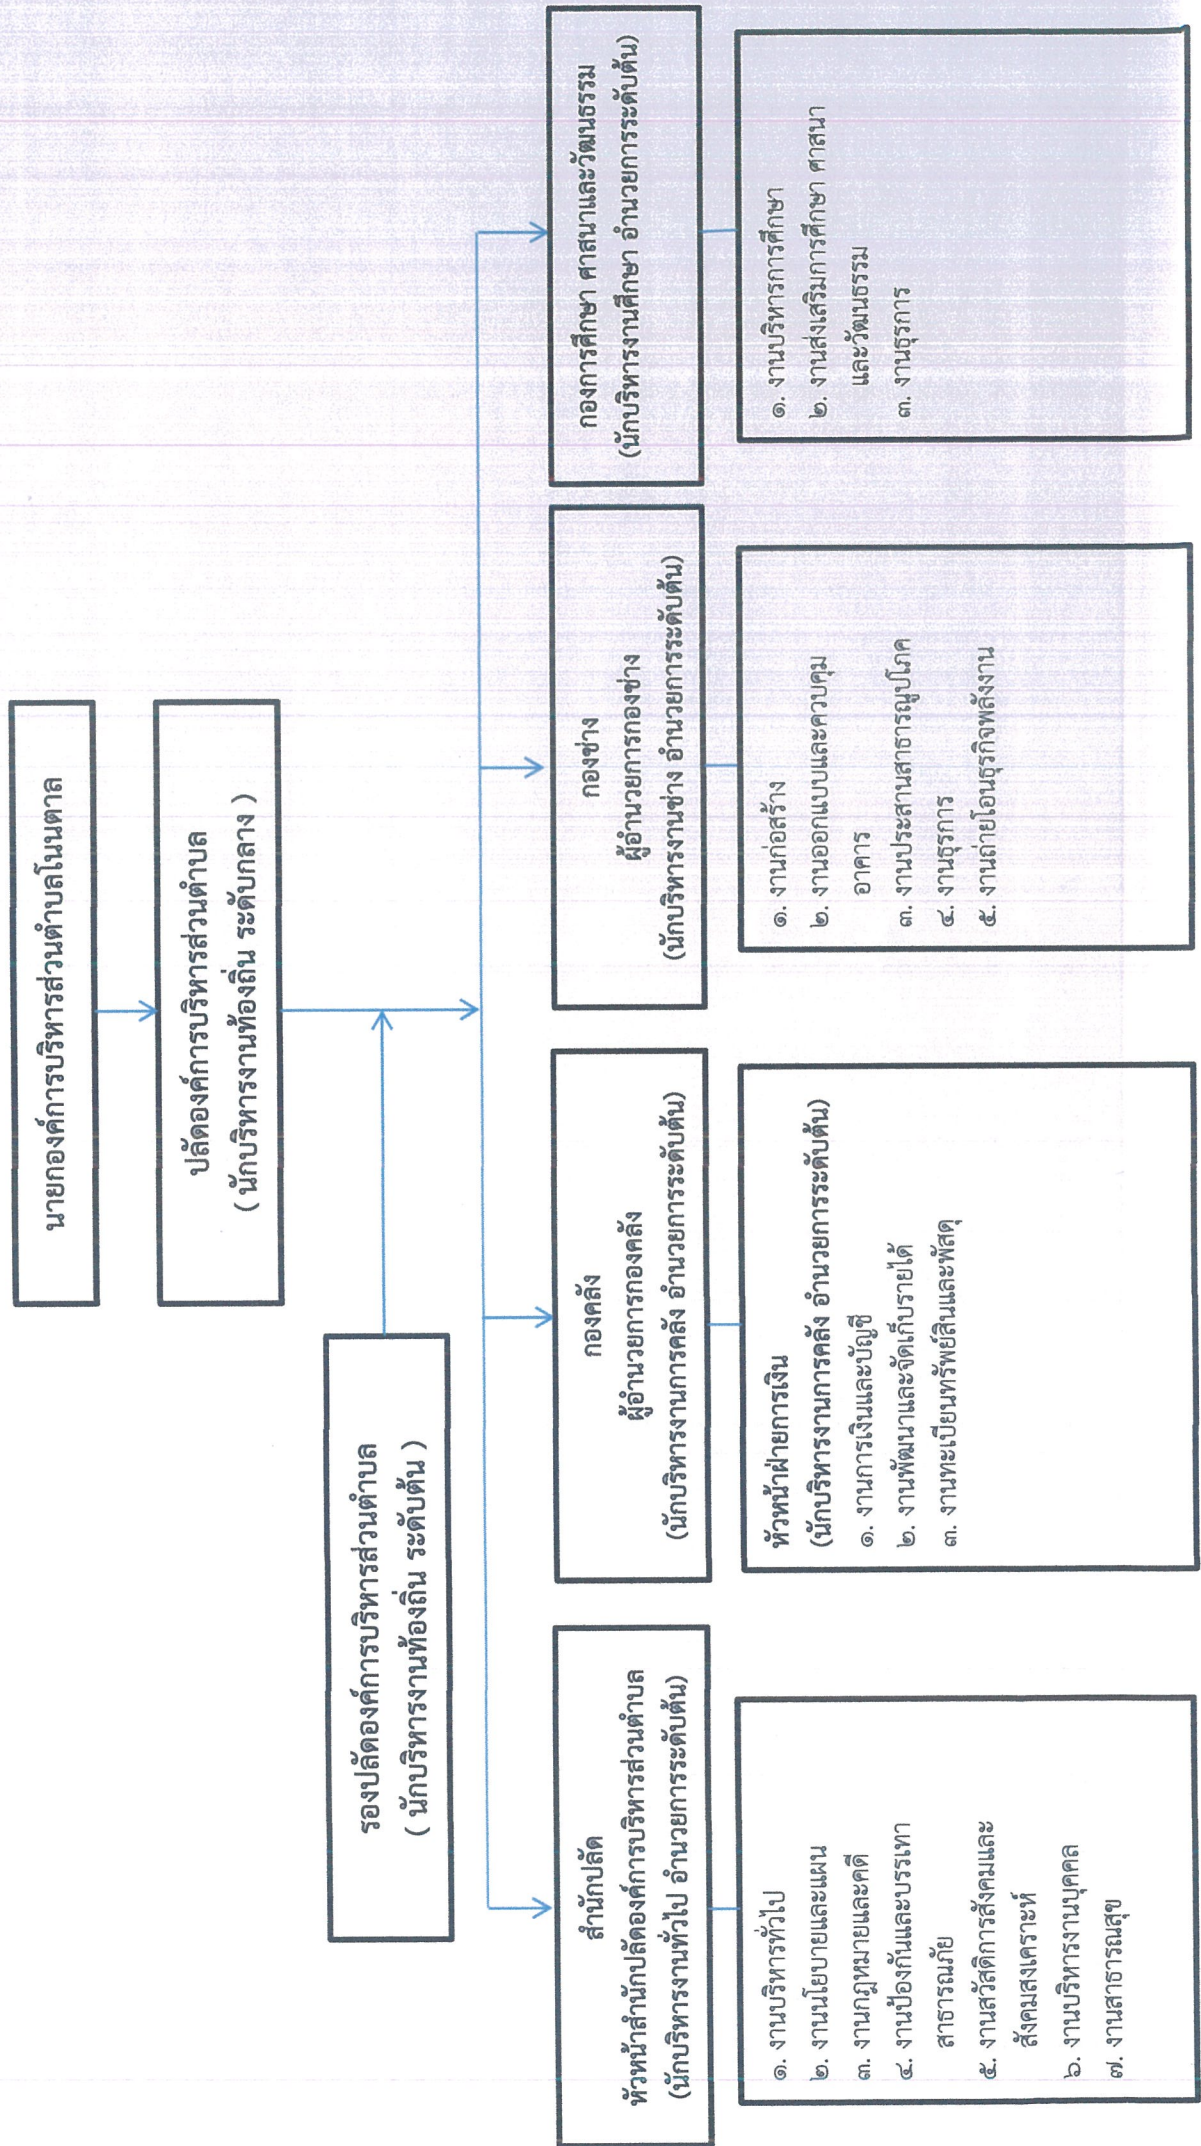 นายกองค์การบริหารส่วนตำบลโนนตาล
ปลัดองค์การบริหารส่วนตำบล
( นักบริหารงานท้องถิ่น ระดับกลาง )
รองปลัดองค์การบริหารส่วนตำบล
( นักบริหารงานท้องถิ่น ระดับต้น )
สำนักปลัด
หัวหน้าสำนักปลัดองค์การบริหารส่วนตำบล
(นักบริหารงานทั่วไป อำนวยการระดับต้น)
๑. งานบริหารทั่วไป
๒. งานนโยบายและแผน
๓. งานกฎหมายและคดี
๔. งานป้องกันและบรรเทา
สาธารณภัย
๕. งานสวัสดิการสังคมและ
สังคมสงเคราะห์
๖. งานบริหารงานบุคคล
๗. งานสาธารณสุข
กองคลัง
ผู้อำนวยการกองคลัง
(นักบริหารงานการคลัง อำนวยการระดับต้น)
หัวหน้าฝ่ายการเงิน
(นักบริหารงานการคลัง อำนวยการระดับต้น)
๑. งานการเงินและบัญชี
๒. งานพัฒนาและจัดเก็บรายได้
๓. งานทะเบียนทรัพย์สินและพัสดุ
กองช่าง
ผู้อำนวยการกองช่าง
(นักบริหารงานช่าง อำนวยการระดับต้น)
๑. งานก่อสร้าง
๒. งานออกแบบและควบคุม
อาคาร
๓. งานประสานสาธารณูปโภค
๔. งานธุรการ
๕. งานถ่ายโอนธุรกิจพลังงาน
กองการศึกษา ศาสนาและวัฒนธรรม
(นักบริหารงานศึกษา อำนวยการระดับต้น)
๑. งานบริหารการศึกษา
๒. งานส่งเสริมการศึกษา ศาสนา
และวัฒนธรรม
๓. งานธุรการ